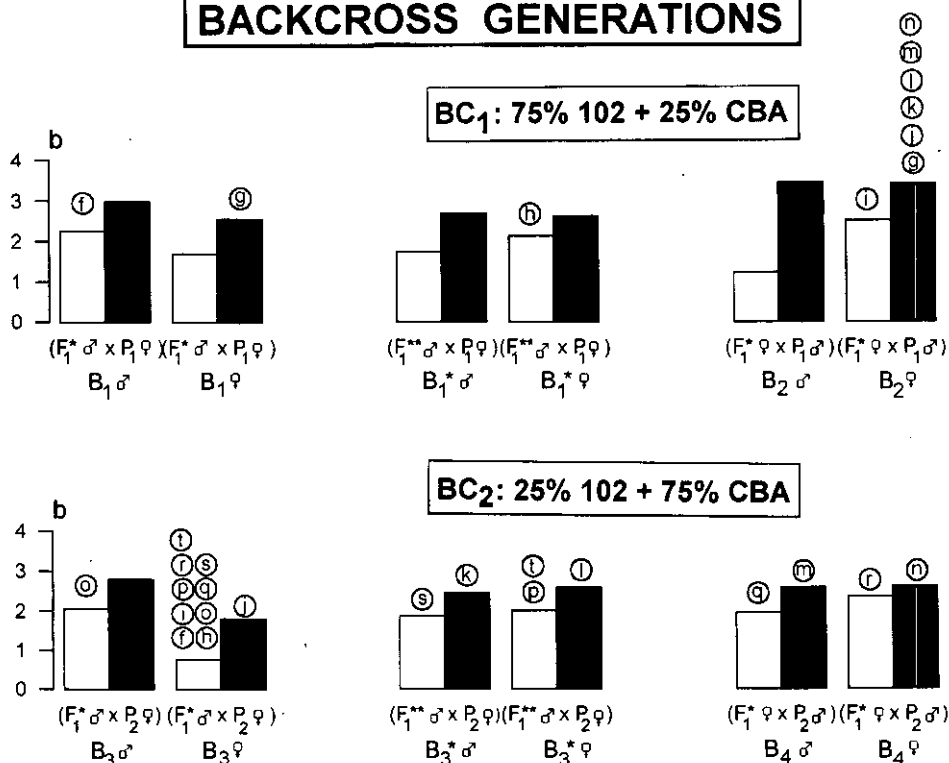 BACKCROSS GENERATIONS
BC1: 75% 102 + 25% CBA
b
4
3
2
1
0
ⓕ
ⓖ
ⓗ
ⓘ
ⓝ
ⓜ
ⓛ
ⓚ
ⓙ
ⓖ
(F1* ♂ x P1 ♀) (F1* ♂ x P1 ♀)
(F1** ♂ x P1 ♀) (F1** ♂ x P1 ♀)
(F1* ♀ x P1 ♂) (F1* ♀ x P1 ♂)
B1 ♂ B1 ♀ B1* ♂ B1* ♀ B2 ♂ B2 ♀
BC2: 25% 102 + 75% CBA
b
4
3
2
1
0
ⓞ
ⓣ
ⓡ ⓢ
ⓟ ⓠ
ⓘ ⓞ
ⓕ ⓗ
ⓙ
ⓢ
ⓚ
ⓣ
ⓟ
ⓛ
ⓠ
ⓜ
ⓡ
ⓝ
(F1* ♂ x P2 ♀) (F1* ♂ x P2 ♀)
(F1** ♂ x P2 ♀) (F1** ♂ x P2 ♀)
(F1* ♀ x P2 ♂) (F1* ♀ x P2 ♂)
B3 ♂ B3 ♀ B3* ♂ B3* ♀ B4 ♂ B4 ♀